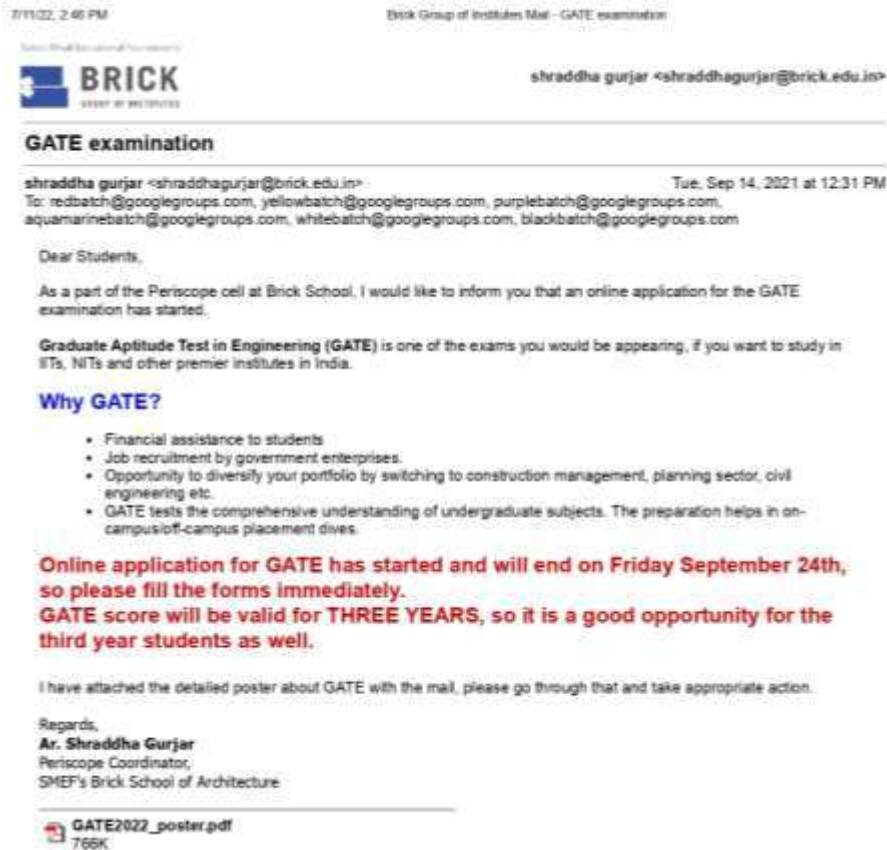 7/11/22, 2:46 PM
Brick Group of Institutes Mail - GATE examination
BRICK
GROUP OF INSTITUTES
shraddha gurjar <shraddhagurjar@brick.edu.in>
GATE examination
shraddha gurjar <shraddhagurjar@brick.edu.in>
Tue, Sep 14, 2021 at 12:31 PM
To: redbatch@googlegroups.com, yellowbatch@googlegroups.com, purplebatch@googlegroups.com,
aquamarinebatch@googlegroups.com, whitebatch@googlegroups.com, blackbatch@googlegroups.com
Dear Students,
As a part of the Periscope cell at Brick School, I would like to inform you that an online application for the GATE
examination has started.
Graduate Aptitude Test in Engineering (GATE) is one of the exams you would be appearing, if you want to study in
IITs, NITs and other premier institutes in India.
Why GATE?
• Financial assistance to students
• Job recruitment by government enterprises.
• Opportunity to diversify your portfolio by switching to construction management, planning sector, civil
engineering etc.
• GATE tests the comprehensive understanding of undergraduate subjects. The preparation helps in on-
campus/off-campus placement dives.
Online application for GATE has started and will end on Friday September 24th,
so please fill the forms immediately.
GATE score will be valid for THREE YEARS, so it is a good opportunity for the
third year students as well.
I have attached the detailed poster about GATE with the mail, please go through that and take appropriate action.
Regards,
Ar. Shraddha Gurjar
Periscope Coordinator,
SMEF's Brick School of Architecture
GATE2022_poster.pdf
766K